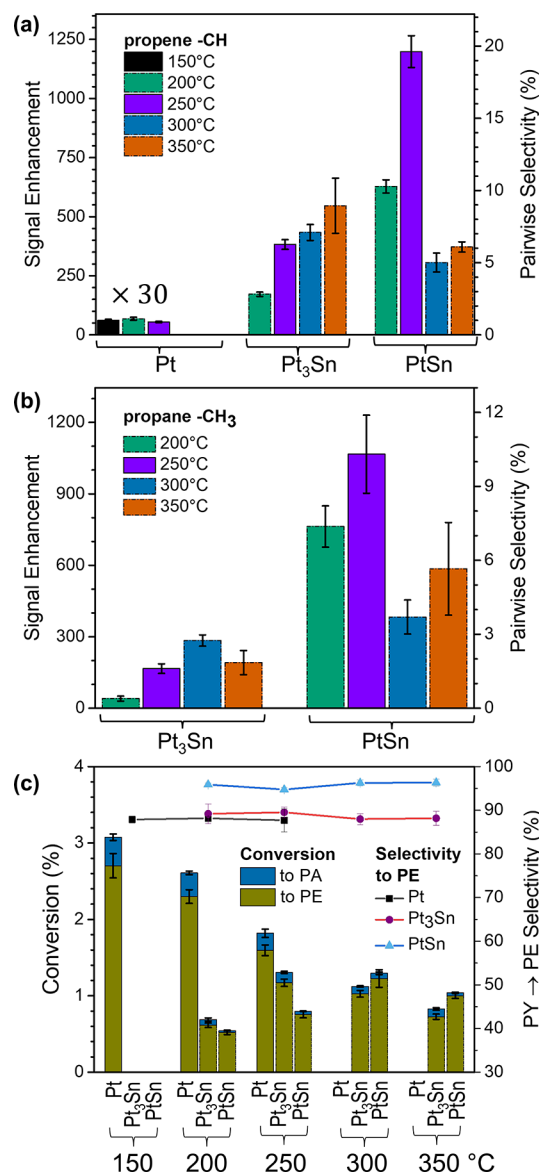 (a)
propene -CH
150°C
200°C
250°C
300°C
350°C
× 30
Signal Enhancement
1250
1000
750
500
250
0
Pairwise Selectivity (%)
20
15
10
5
0
Pt
Pt3Sn
PtSn
(b)
propane -CH3
200°C
250°C
300°C
350°C
Signal Enhancement
1200
900
600
300
0
Pairwise Selectivity (%)
12
9
6
3
0
Pt3Sn
PtSn
(c)
Conversion (%)
4
3
2
1
0
Conversion
to PA
to PE
Selectivity
to PE
Pt
Pt3Sn
PtSn
PY → PE Selectivity (%)
100
90
80
70
60
50
40
30
Pt
Pt3Sn
PtSn
Pt
Pt3Sn
PtSn
Pt
Pt3Sn
PtSn
Pt
Pt3Sn
PtSn
Pt
Pt3Sn
PtSn
150 200 250 300 350 °C